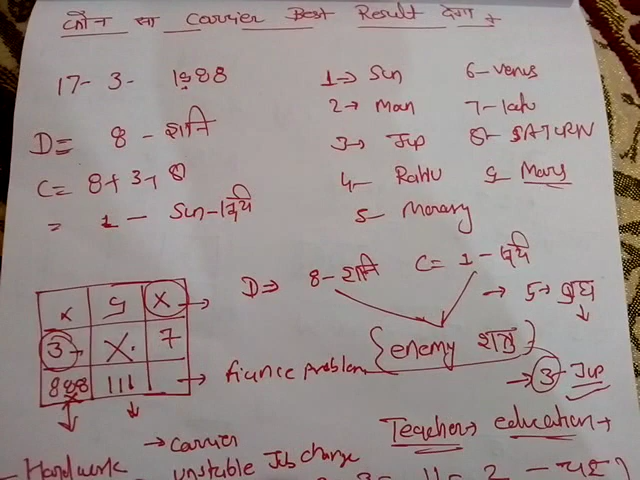 कौन सा Carrier Best Result देगा
17- 3- 1988
D= 8 - शनि
C= 8+3+8
= 1 - Sun - सूर्य
1→ Sun
2→ Moon
3→ Jup
4- Rahu
5- Mercury
6- venus
7- ketu
8- SATURN
9- Mars
D⇒ 8-शनि C= 1-सूर्य
→ 5→ बुध
{enemy शत्रु}
→ 3- Jup
x 9 x →
3- X. 7
888 111 → fiance problem
Teacher→ education→
Hardwork
→ Carrier
unstable Job change